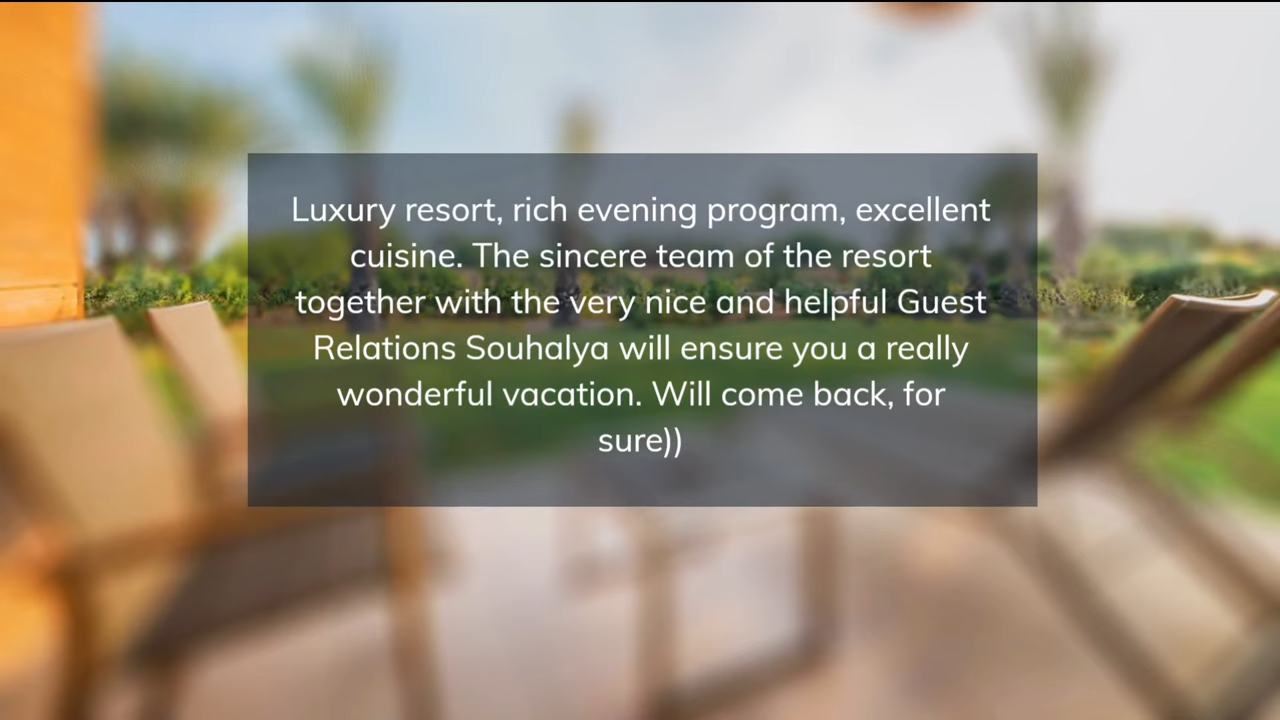 Luxury resort, rich evening program, excellent
cuisine. The sincere team of the resort
together with the very nice and helpful Guest
Relations Souhalya will ensure you a really
wonderful vacation. Will come back, for
sure))